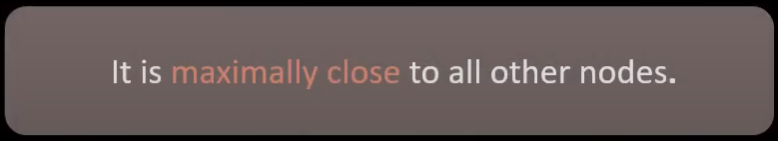 It is maximally close to all other nodes.